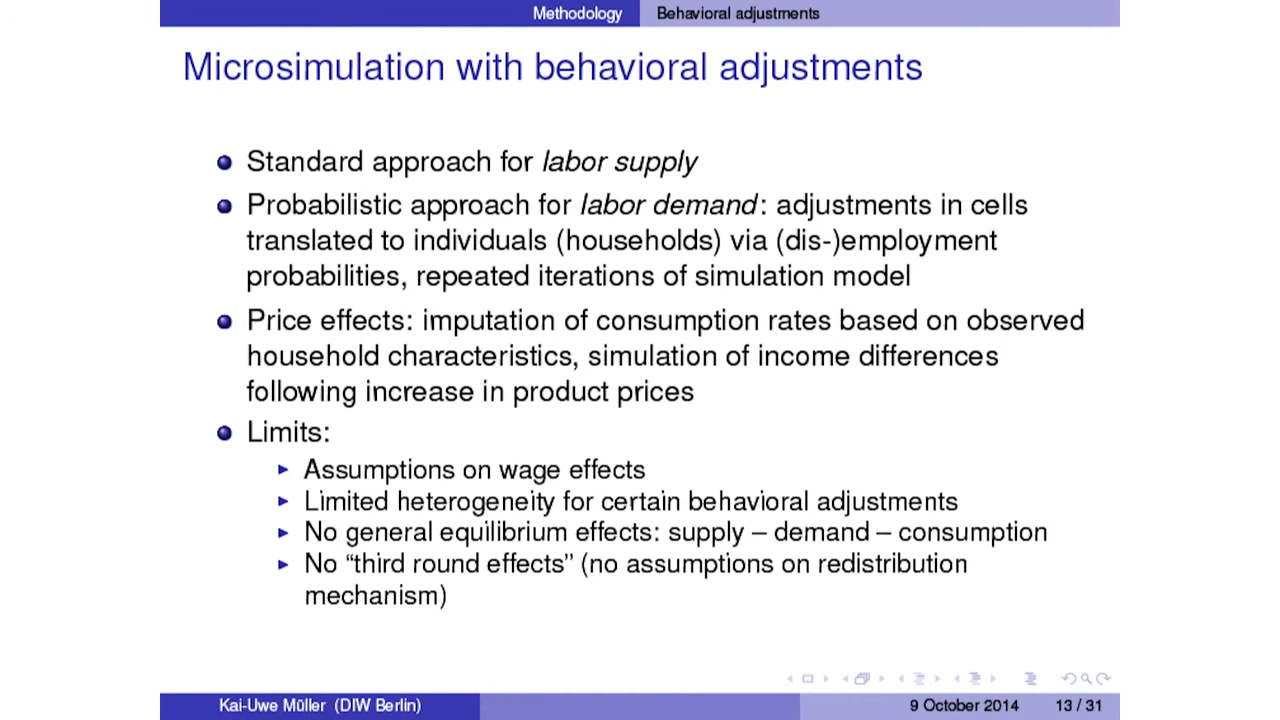 Methodology Behavioral adjustments
Microsimulation with behavioral adjustments
Standard approach for labor supply
Probabilistic approach for labor demand: adjustments in cells
translated to individuals (households) via (dis-)employment
probabilities, repeated iterations of simulation model
Price effects: imputation of consumption rates based on observed
household characteristics, simulation of income differences
following increase in product prices
Limits:
Assumptions on wage effects
Limited heterogeneity for certain behavioral adjustments
No general equilibrium effects: supply – demand – consumption
No “third round effects” (no assumptions on redistribution
mechanism)
Kai-Uwe Müller (DIW Berlin) 9 October 2014 13 / 31